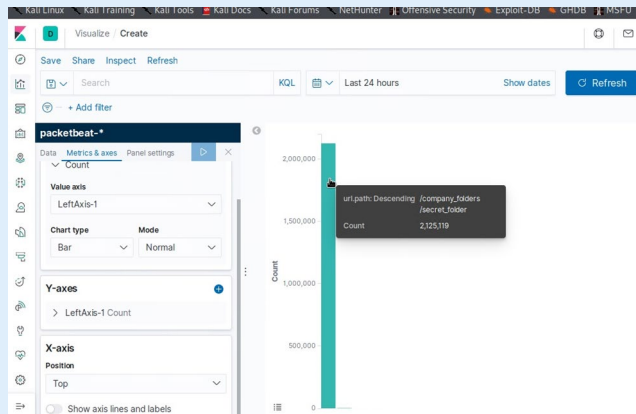 Kali Linux Kali Training Kali Tools Kali Docs Kali Forums NetHunter Offensive Security Exploit-DB GHDB MSFU
D Visualize / Create
Save Share Inspect Refresh
Search KQL Last 24 hours Show dates Refresh
+ Add filter
packetbeat-*
Data Metrics & axes Panel settings
Count
Value axis
LeftAxis-1
Chart type Mode
Bar Normal
Y-axes
LeftAxis-1 Count
X-axis
Position
Top
Show axis lines and labels
2,000,000
1,500,000
1,000,000
500,000
0
Count
url.path: Descending /company_folders
/secret_folder
Count 2,125,119